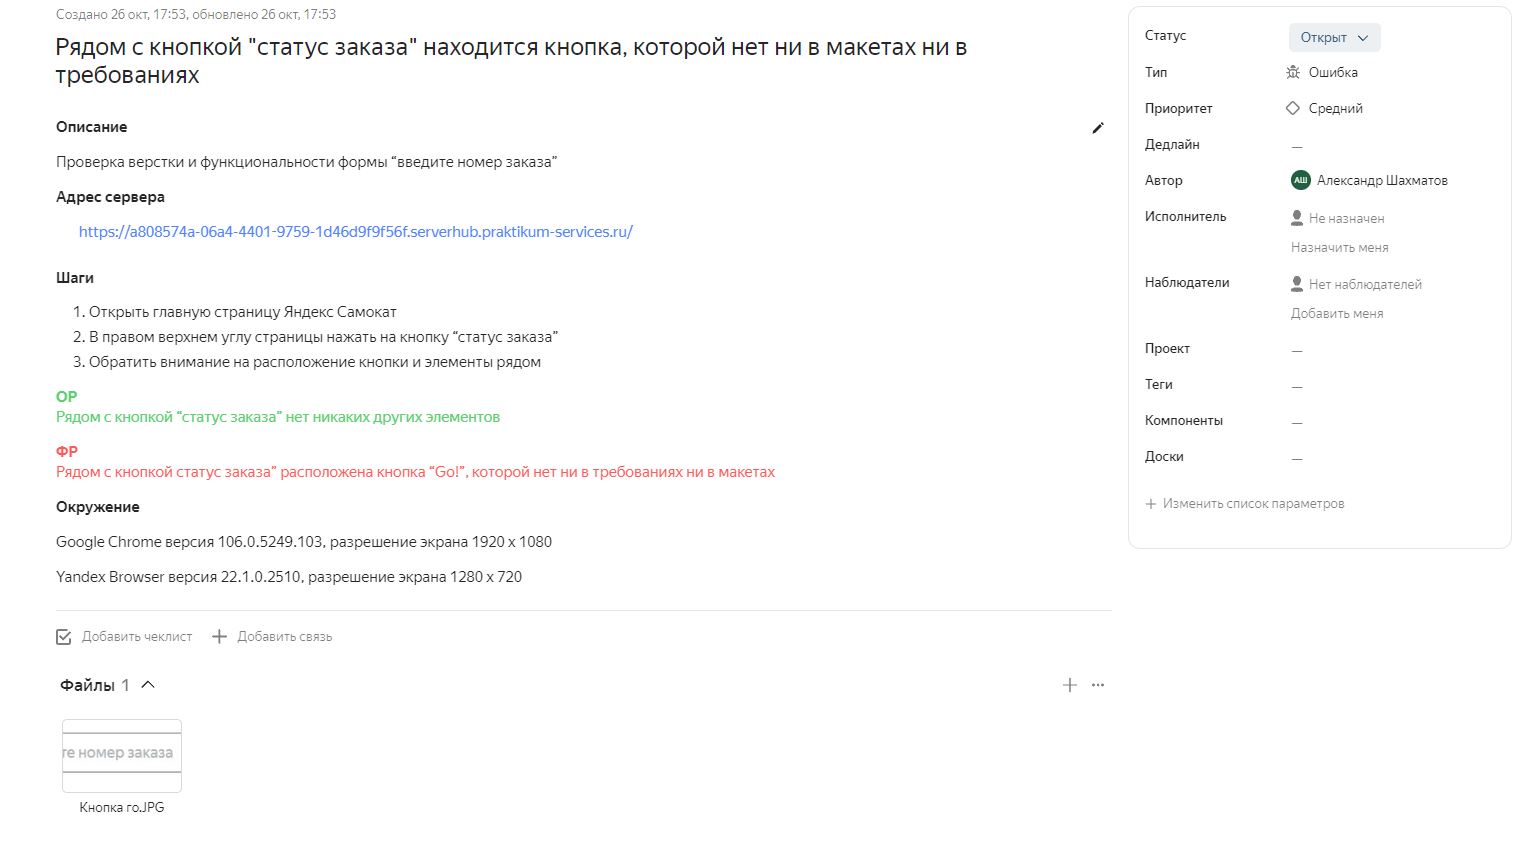 Создано 26 окт, 17:53, обновлено 26 окт, 17:53
Рядом с кнопкой "статус заказа" находится кнопка, которой нет ни в макетах ни в
требованиях
Описание
Проверка верстки и функциональности формы “введите номер заказа”
Адрес сервера
https://a808574a-06a4-4401-9759-1d46d9f9f56f.serverhub.praktikum-services.ru/
Шаги
1. Открыть главную страницу Яндекс Самокат
2. В правом верхнем углу страницы нажать на кнопку “статус заказа”
3. Обратить внимание на расположение кнопки и элементы рядом
ОР
Рядом с кнопкой “статус заказа” нет никаких других элементов
ФР
Рядом с кнопкой статус заказа” расположена кнопка “Go!”, которой нет ни в требованиях ни в макетах
Окружение
Google Chrome версия 106.0.5249.103, разрешение экрана 1920 x 1080
Yandex Browser версия 22.1.0.2510, разрешение экрана 1280 x 720
Добавить чеклист
Добавить связь
Файлы 1
те номер заказа
Кнопка го.JPG
Статус Открыт
Тип Ошибка
Приоритет Средний
Дедлайн —
Автор АШ Александр Шахматов
Исполнитель Не назначен
Назначить меня
Наблюдатели Нет наблюдателей
Добавить меня
Проект —
Теги —
Компоненты —
Доски —
Изменить список параметров